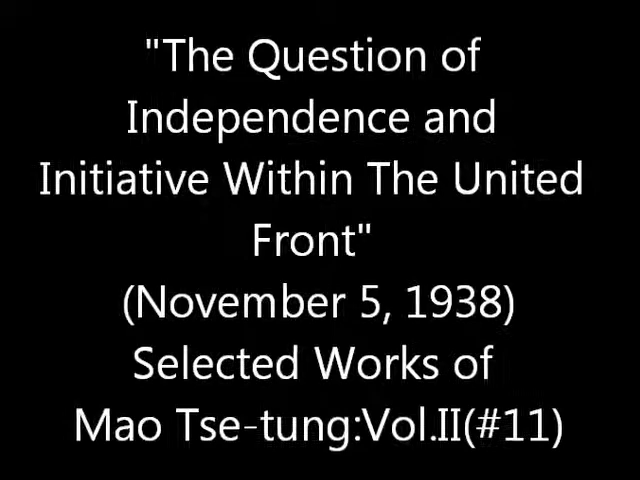 "The Question of
Independence and
Initiative Within The United
Front"
(November 5, 1938)
Selected Works of
Mao Tse-tung:Vol.II(#11)